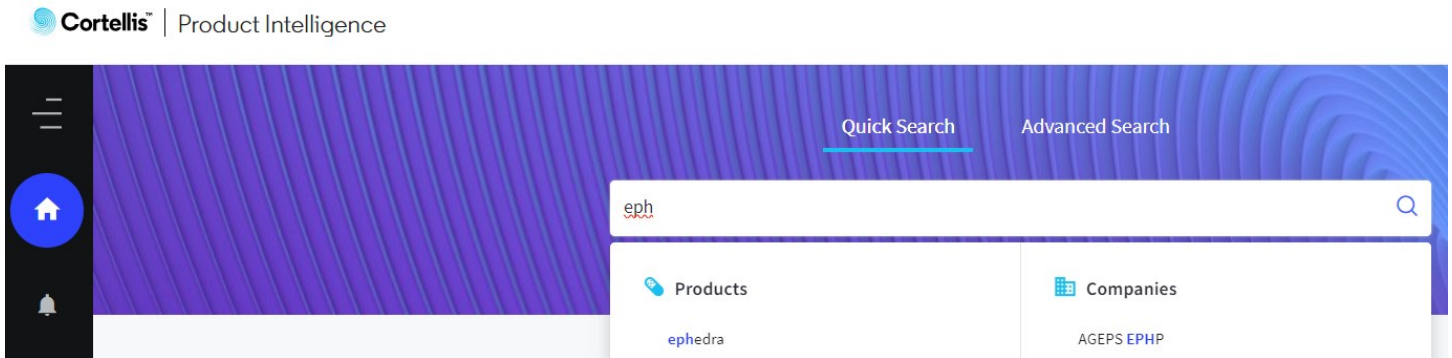 Cortellis™ | Product Intelligence
Quick Search
Advanced Search
eph
Products
ephedra
Companies
AGEPS EPHP